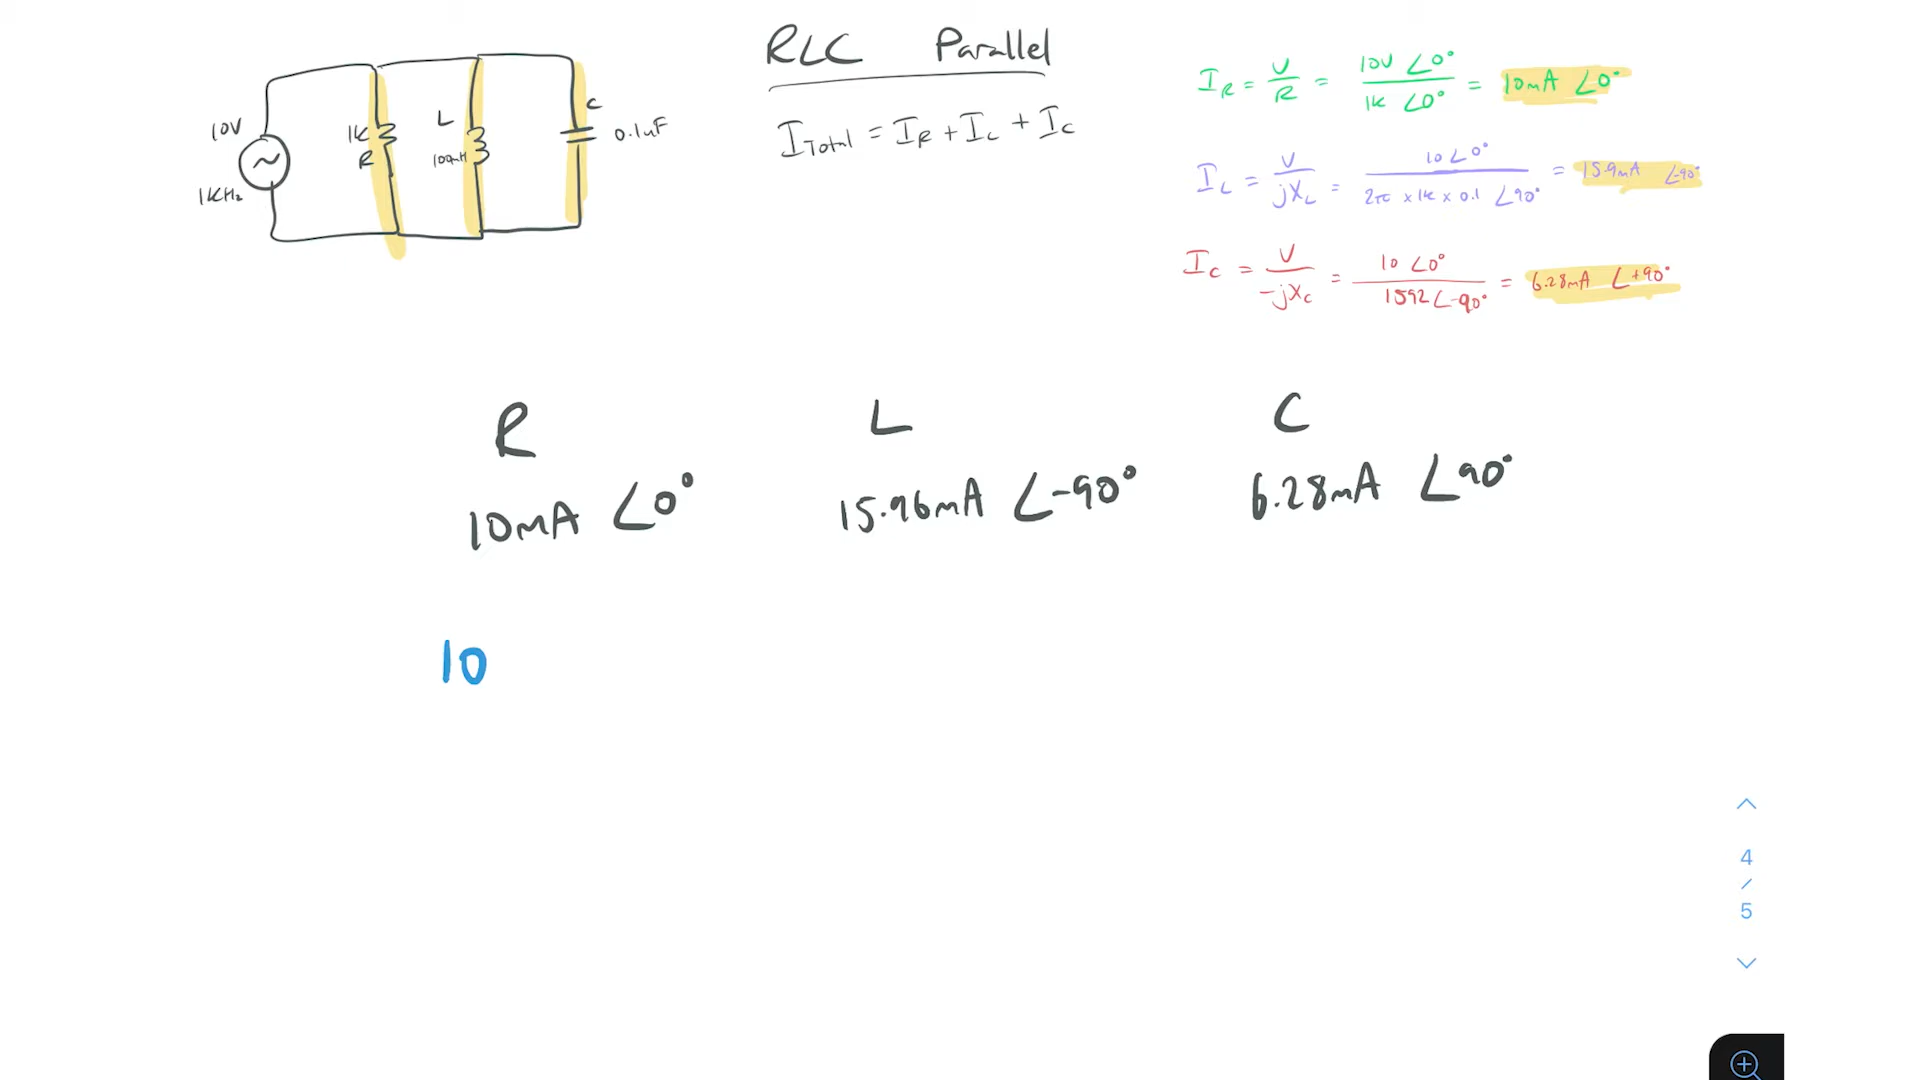 RLC Parallel
I Total = IR + IL + IC
10V
1KHz
1K
R
L
100mH
C
0.1uF
IR = V/R = 10V ∠0° / 1K ∠0° = 10mA ∠0°
IL = V/jXL = 10∠0° / 2π × 1K × 0.1 ∠90° = 15.9mA ∠-90°
IC = V/-jXC = 10 ∠0° / 1592∠-90° = 6.28mA ∠+90°
R L C
10mA ∠0° 15.96mA ∠-90° 6.28mA ∠90°
10
4
/
5